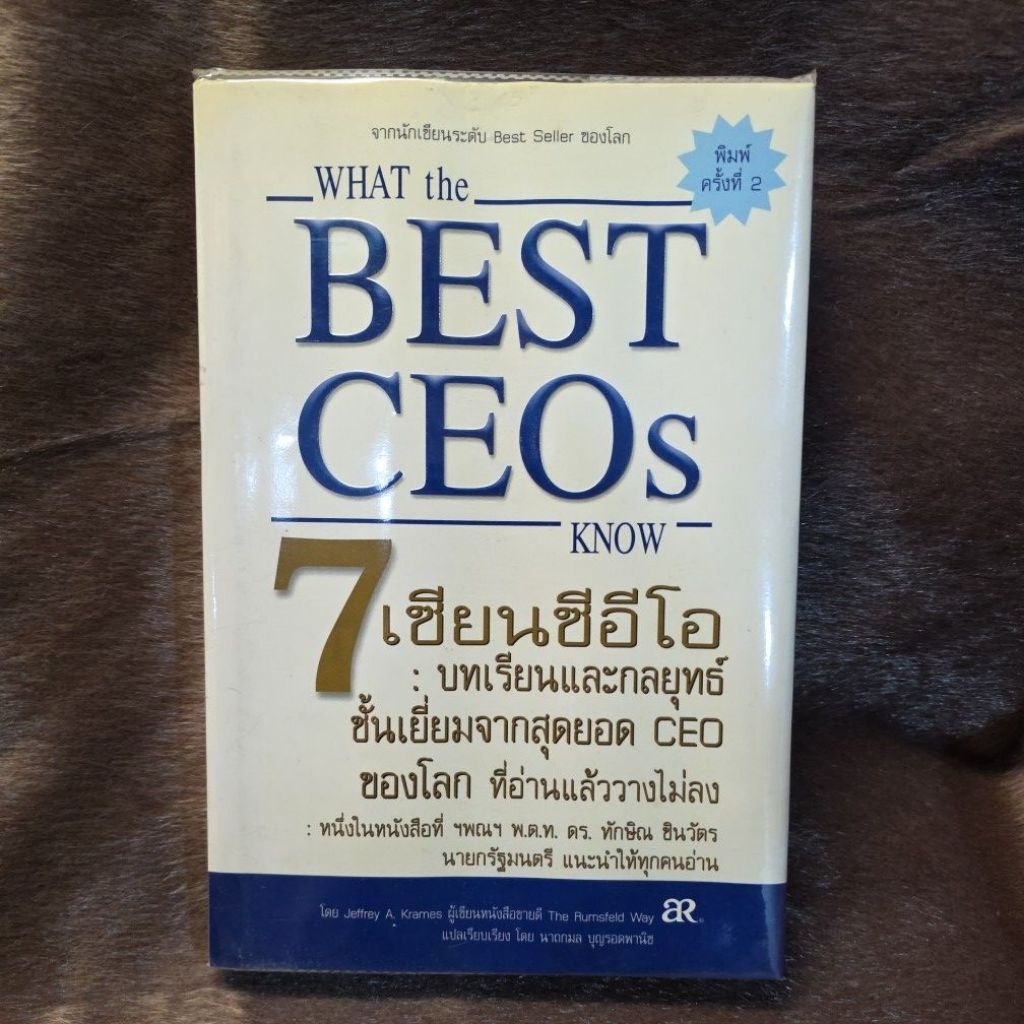 จากนักเขียนระดับ Best Seller ของโลก
พิมพ์
ครั้งที่ 2
WHAT the
BEST
CEOs
KNOW
7 เซียนซีอีโอ
: บทเรียนและกลยุทธ์
ชั้นเยี่ยมจากสุดยอด CEO
ของโลก ที่อ่านแล้ววางไม่ลง
: หนึ่งในหนังสือที่ ฯพณฯ พ.ต.ท. ดร. ทักษิณ ชินวัตร
นายกรัฐมนตรี แนะนำให้ทุกคนอ่าน
โดย Jeffrey A. Krames ผู้เขียนหนังสือขายดี The Rumsfeld Way aR
แปลเรียบเรียง โดย นาถกมล บุญรอดพานิช